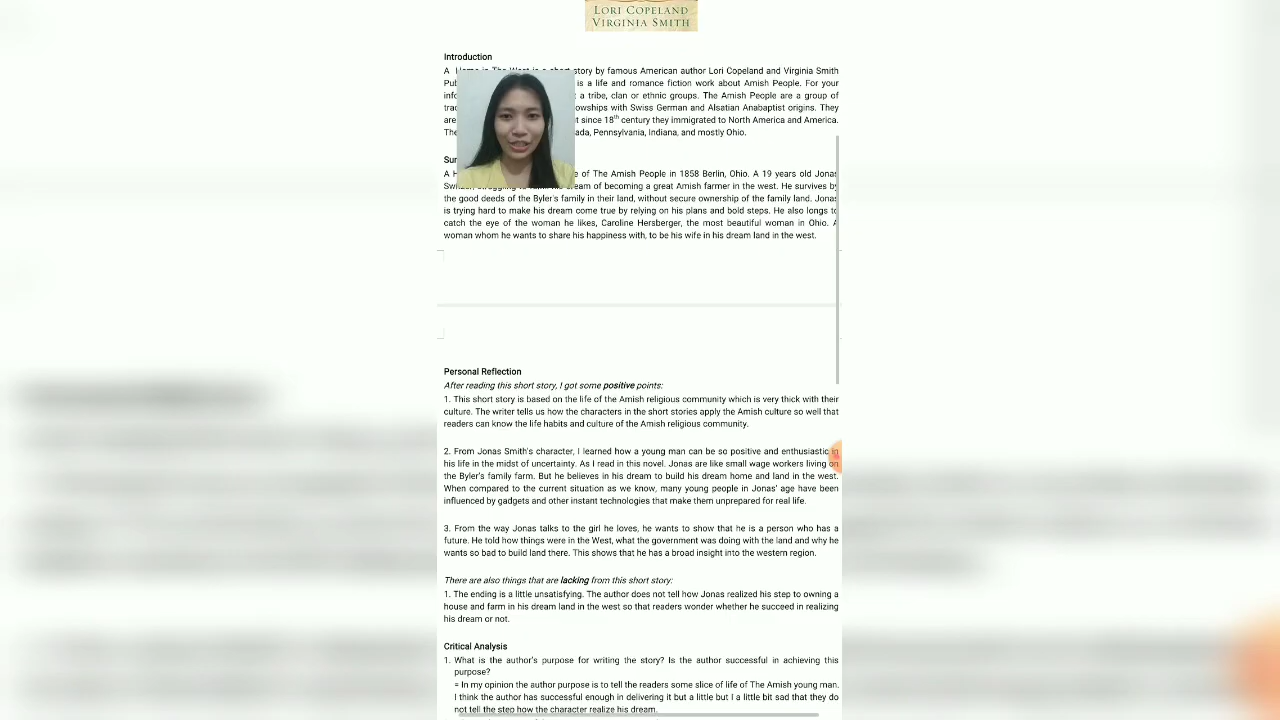 LORI COPELAND
VIRGINIA SMITH
Introduction
A Home in The West is a short story by famous American author Lori Copeland and Virginia Smith
Pub is a life and romance fiction work about Amish People. For your
info t a tribe, clan or ethnic groups. The Amish People are a group of
trad owships with Swiss German and Alsatian Anabaptist origins. They
are t since 18th century they immigrated to North America and America.
The ada, Pennsylvania, Indiana, and mostly Ohio.
Sum
A H e of The Amish People in 1858 Berlin, Ohio. A 19 years old Jonas
Switzer, struggling to fulfil his dream of becoming a great Amish farmer in the west. He survives by
the good deeds of the Byler's family in their land, without secure ownership of the family land. Jonas
is trying hard to make his dream come true by relying on his plans and bold steps. He also longs to
catch the eye of the woman he likes, Caroline Hersberger, the most beautiful woman in Ohio. A
woman whom he wants to share his happiness with, to be his wife in his dream land in the west.
Personal Reflection
After reading this short story, I got some positive points:
1. This short story is based on the life of the Amish religious community which is very thick with their
culture. The writer tells us how the characters in the short stories apply the Amish culture so well that
readers can know the life habits and culture of the Amish religious community.
2. From Jonas Smith's character, I learned how a young man can be so positive and enthusiastic in
his life in the midst of uncertainty. As I read in this novel. Jonas are like small wage workers living on
the Byler's family farm. But he believes in his dream to build his dream home and land in the west.
When compared to the current situation as we know, many young people in Jonas' age have been
influenced by gadgets and other instant technologies that make them unprepared for real life.
3. From the way Jonas talks to the girl he loves, he wants to show that he is a person who has a
future. He told how things were in the West, what the government was doing with the land and why he
wants so bad to build land there. This shows that he has a broad insight into the western region.
There are also things that are lacking from this short story:
1. The ending is a little unsatisfying. The author does not tell how Jonas realized his step to owning a
house and farm in his dream land in the west so that readers wonder whether he succeed in realizing
his dream or not.
Critical Analysis
1. What is the author's purpose for writing the story? Is the author successful in achieving this
purpose?
= In my opinion the author purpose is to tell the readers some slice of life of The Amish young man.
I think the author has successful enough in delivering it but a little but I a little bit sad that they do
not tell the step how the character realize his dream.